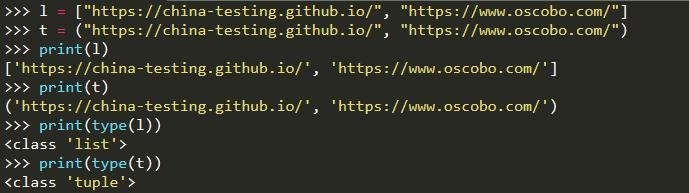 >>> l = ["https://china-testing.github.io/", "https://www.oscobo.com/"]
>>> t = ("https://china-testing.github.io/", "https://www.oscobo.com/")
>>> print(l)
['https://china-testing.github.io/', 'https://www.oscobo.com/']
>>> print(t)
('https://china-testing.github.io/', 'https://www.oscobo.com/')
>>> print(type(l))
<class 'list'>
>>> print(type(t))
<class 'tuple'>